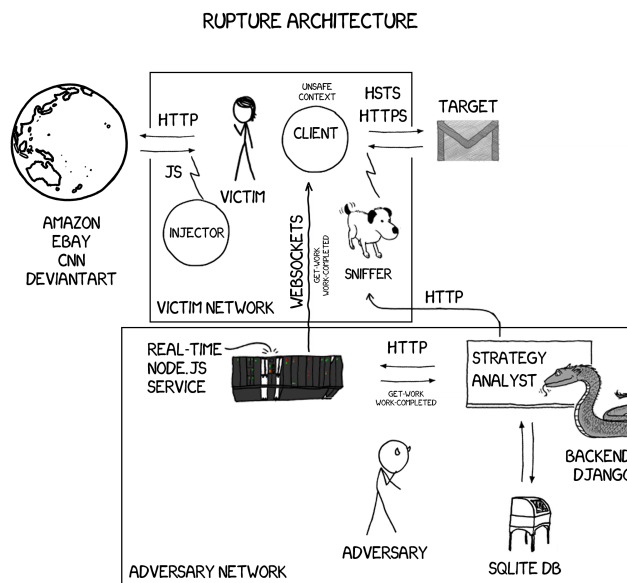 RUPTURE ARCHITECTURE
HTTP
JS
INJECTOR
VICTIM
UNSAFE
CONTEXT
CLIENT
HSTS
HTTPS
TARGET
AMAZON
EBAY
CNN
DEVIANTART
WEBSOCKETS
GET-WORK
WORK-COMPLETED
SNIFFER
VICTIM NETWORK
HTTP
REAL-TIME
NODE.JS
SERVICE
HTTP
GET-WORK
WORK-COMPLETED
STRATEGY
ANALYST
BACKEND
DJANGO
ADVERSARY
SQLITE DB
ADVERSARY NETWORK